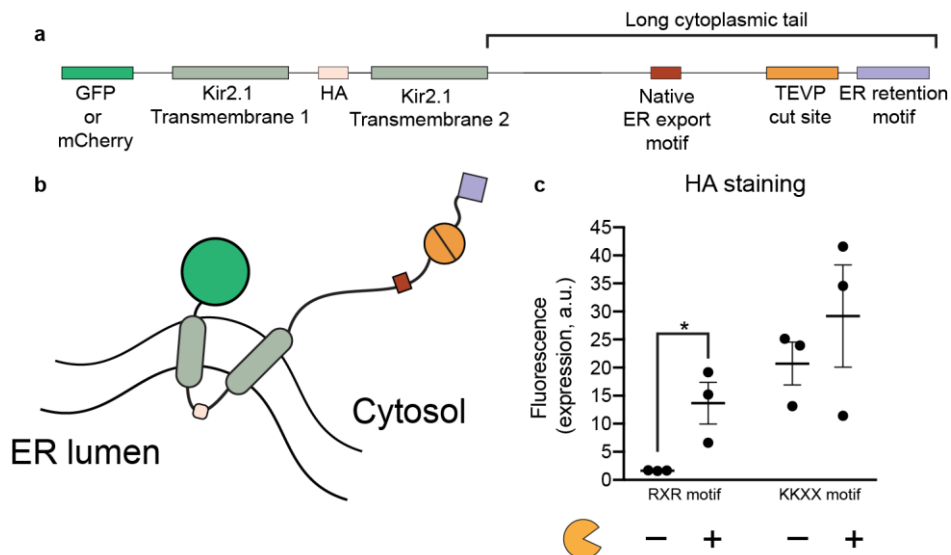 a
Long cytoplasmic tail
GFP
or
mCherry
Kir2.1
Transmembrane 1
HA
Kir2.1
Transmembrane 2
Native
ER export
motif
TEVP
cut site
ER retention
motif
b
ER lumen
Cytosol
c
HA staining
Fluorescence
(expression, a.u.)
45
40
35
30
25
20
15
10
5
0
*
RXR motif
KKXX motif
− + − +